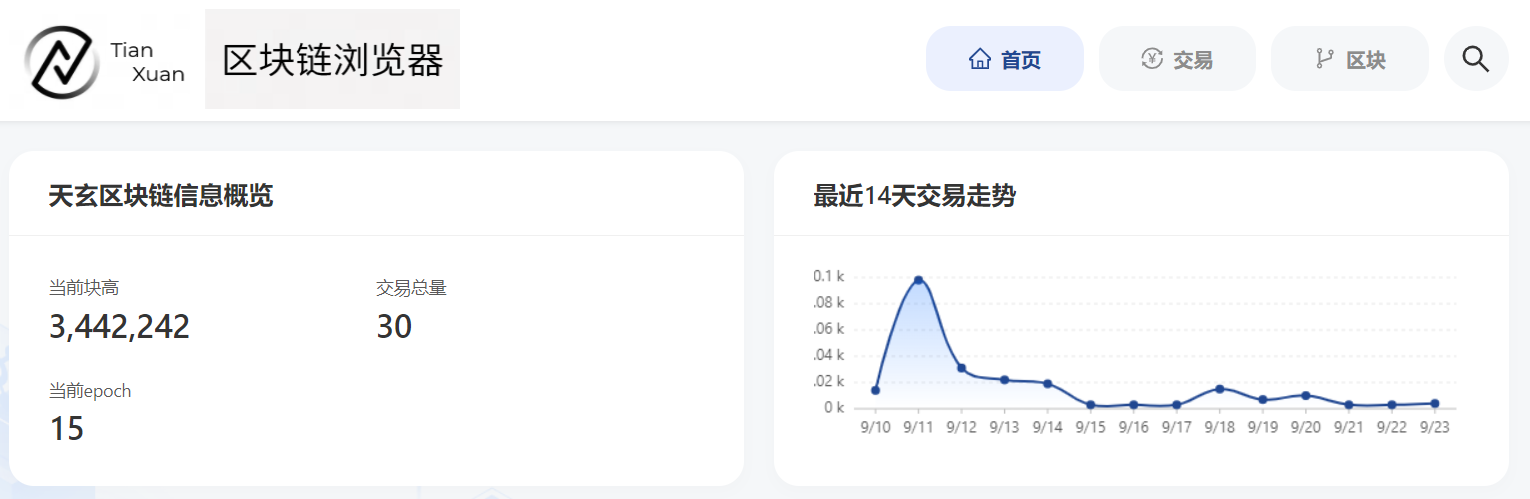 Tian
Xuan
区块链浏览器
首页
交易
区块
天玄区块链信息概览
当前块高
3,442,242
交易总量
30
当前epoch
15
最近14天交易走势
0.1 k
.08 k
.06 k
.04 k
.02 k
0 k
9/10 9/11 9/12 9/13 9/14 9/15 9/16 9/17 9/18 9/19 9/20 9/21 9/22 9/23